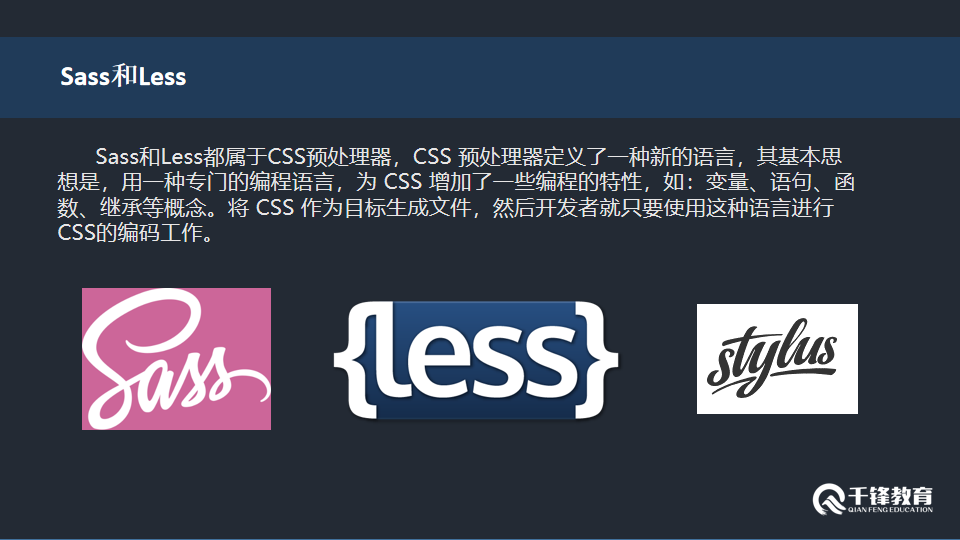 Sass和Less
Sass和Less都属于CSS预处理器，CSS 预处理器定义了一种新的语言，其基本思
想是，用一种专门的编程语言，为 CSS 增加了一些编程的特性，如：变量、语句、函
数、继承等概念。将 CSS 作为目标生成文件，然后开发者就只要使用这种语言进行
CSS的编码工作。
Sass
{less}
stylus
千锋教育
QIAN FENG EDUCATION